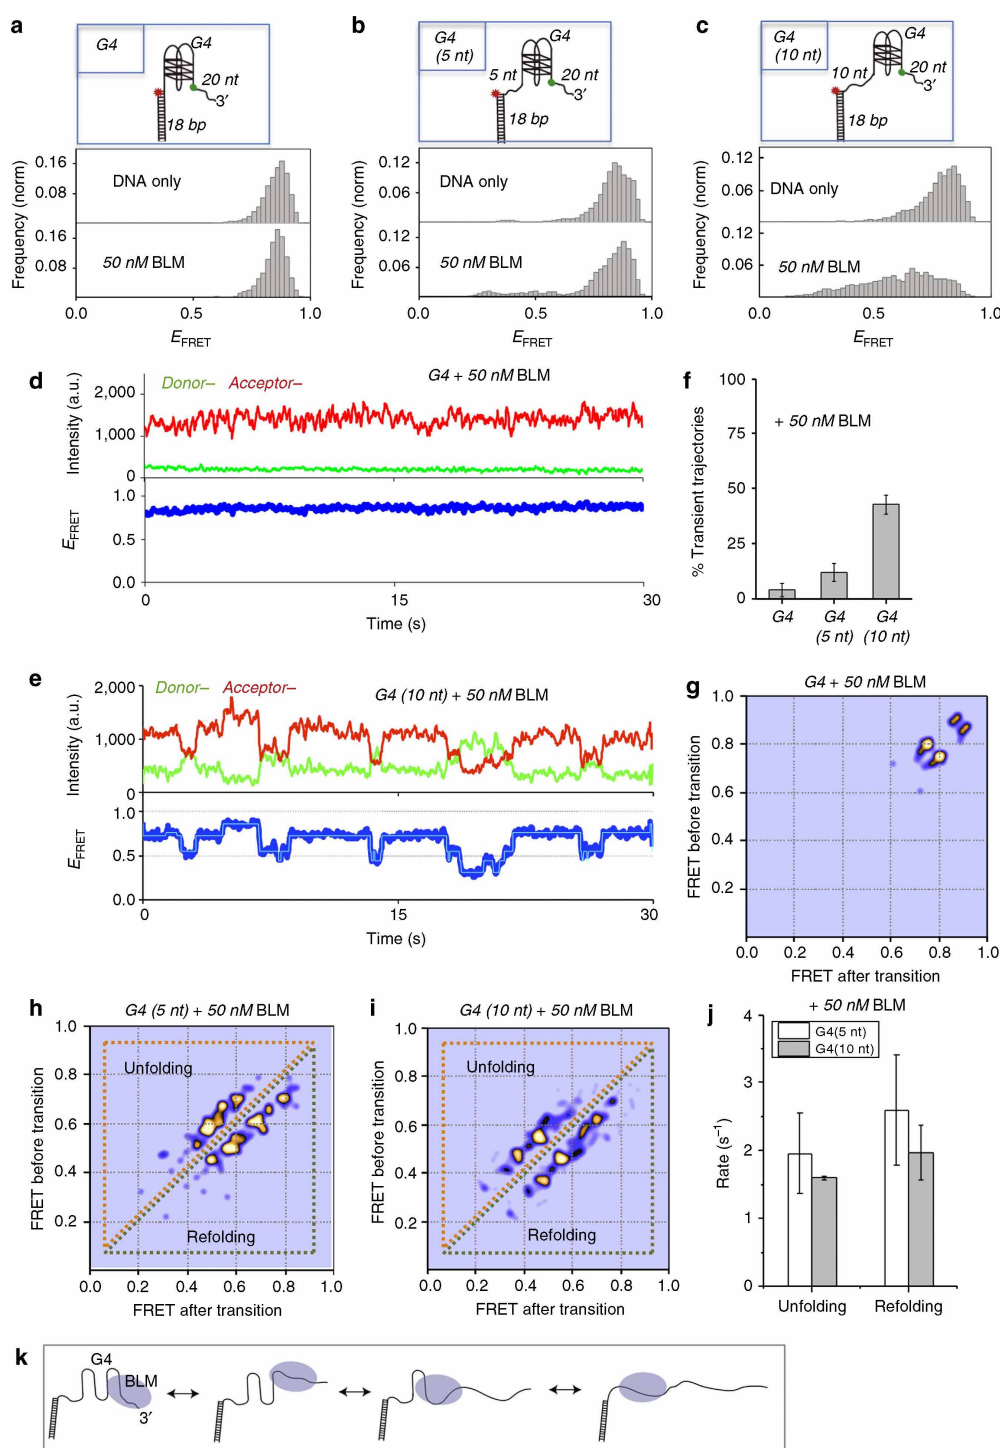 a
G4
G4
20 nt
3′
18 bp
Frequency (norm)
0.16
0.08
DNA only
0.16
0.08
50 nM BLM
0.0
0.5
1.0
EFRET
b
G4
(5 nt)
G4
5 nt
20 nt
3′
18 bp
Frequency (norm)
0.12
0.06
DNA only
0.12
0.06
50 nM BLM
0.0
0.5
1.0
EFRET
c
G4
(10 nt)
G4
10 nt
20 nt
3′
18 bp
Frequency (norm)
0.12
0.06
DNA only
0.12
0.06
50 nM BLM
0.0
0.5
1.0
EFRET
d
Donor– Acceptor–
G4 + 50 nM BLM
Intensity (a.u.)
2,000
1,000
0
EFRET
1.0
0.5
0.0
0
15
30
Time (s)
f
% Transient trajectories
100
75
50
25
0
+ 50 nM BLM
G4
G4
(5 nt)
G4
(10 nt)
e
Donor– Acceptor–
G4 (10 nt) + 50 nM BLM
Intensity (a.u.)
2,000
1,000
0
EFRET
1.0
0.5
0.0
0
15
30
Time (s)
g
G4 + 50 nM BLM
FRET before transition
1.0
0.8
0.6
0.4
0.2
0.0
0.2
0.4
0.6
0.8
1.0
FRET after transition
h
G4 (5 nt) + 50 nM BLM
FRET before transition
1.0
0.8
0.6
0.4
0.2
Unfolding
Refolding
0.0
0.2
0.4
0.6
0.8
1.0
FRET after transition
i
G4 (10 nt) + 50 nM BLM
FRET before transition
1.0
0.8
0.6
0.4
0.2
Unfolding
Refolding
0.0
0.2
0.4
0.6
0.8
1.0
FRET after transition
j
+ 50 nM BLM
G4(5 nt)
G4(10 nt)
Rate (s⁻¹)
4
3
2
1
0
Unfolding
Refolding
k
G4
BLM
3′